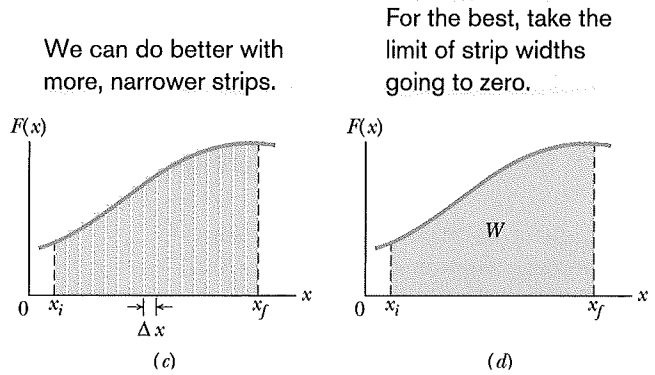 We can do better with
more, narrower strips.
F(x)
0
x_i
Δx
x_f
x
(c)
For the best, take the
limit of strip widths
going to zero.
F(x)
W
0
x_i
x_f
x
(d)